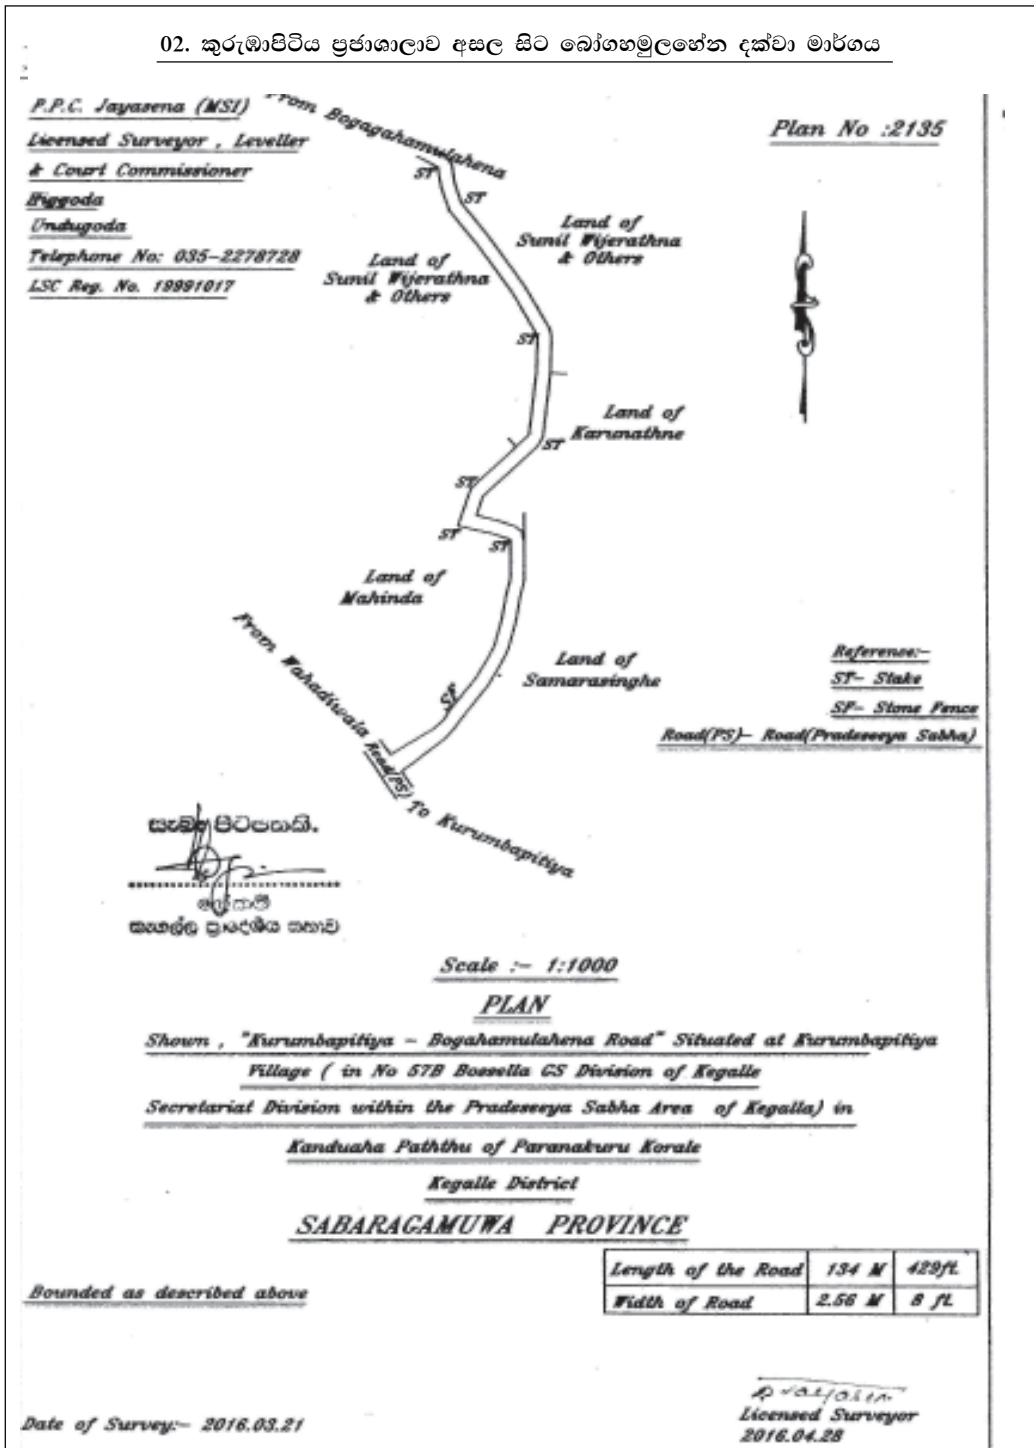 02. කුරුඹාපිටිය ප්‍රජාශාලාව අසල සිට බෝගහමුලහේන දක්වා මාර්ගය
P.P.C. Jayasena (MSI)
Licensed Surveyor , Leveller
& Court Commissioner
Higgoda
Undugoda
Telephone No: 035-2278728
LSC Reg. No. 19991017
Plan No :2135
From Bogagahamulahena
ST
ST
Land of
Sunil Wijerathna
& Others
Land of
Sunil Wijerathna
& Others
ST
Land of
Karunathne
ST
ST
ST
ST
Land of
Mahinda
From Wahadiwala
Land of
Samarasinghe
SF
Reference:-
ST- Stake
SF- Stone Fence
Road(PS)- Road(Pradeseeya Sabha)
Road(PS)
To Kurumbapitiya
සැබෑ පිටපතකි.
ලේකම්
කෑගල්ල ප්‍රාදේශීය සභාව
Scale :- 1:1000
PLAN
Shown , "Kurumbapitiya - Bogahamulahena Road" Situated at Kurumbapitiya
Village ( in No 57B Bossella GS Division of Kegalle
Secretariat Division within the Pradeseeya Sabha Area of Kegalla) in
Kanduaha Paththu of Paranakuru Korale
Kegalle District
SABARAGAMUWA PROVINCE
Length of the Road 134 M 429ft.
Width of Road 2.56 M 8 ft.
Bounded as described above
Date of Survey:- 2016.03.21
Licensed Surveyor
2016.04.28